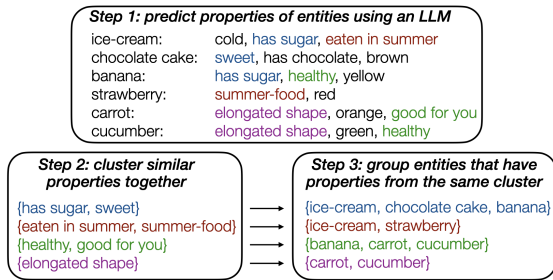 Step 1: predict properties of entities using an LLM
ice-cream: cold, has sugar, eaten in summer
chocolate cake: sweet, has chocolate, brown
banana: has sugar, healthy, yellow
strawberry: summer-food, red
carrot: elongated shape, orange, good for you
cucumber: elongated shape, green, healthy
Step 2: cluster similar
properties together
{has sugar, sweet}
{eaten in summer, summer-food}
{healthy, good for you}
{elongated shape}
Step 3: group entities that have
properties from the same cluster
{ice-cream, chocolate cake, banana}
{ice-cream, strawberry}
{banana, carrot, cucumber}
{carrot, cucumber}